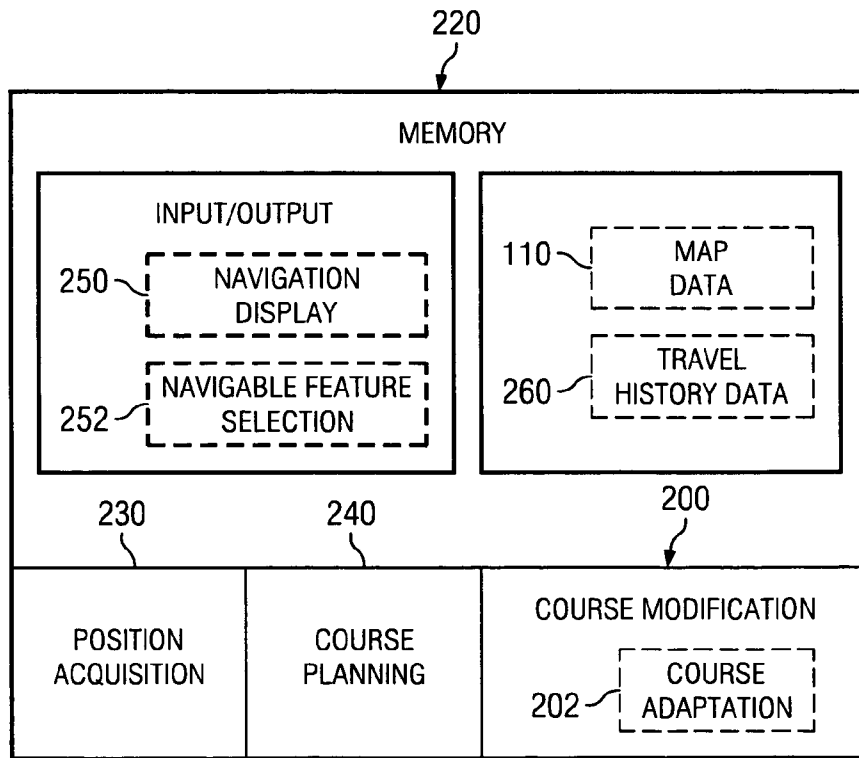 220
MEMORY
INPUT/OUTPUT
250
NAVIGATION
DISPLAY
252
NAVIGABLE FEATURE
SELECTION
110
MAP
DATA
260
TRAVEL
HISTORY DATA
230
240
200
POSITION
ACQUISITION
COURSE
PLANNING
COURSE MODIFICATION
202
COURSE
ADAPTATION